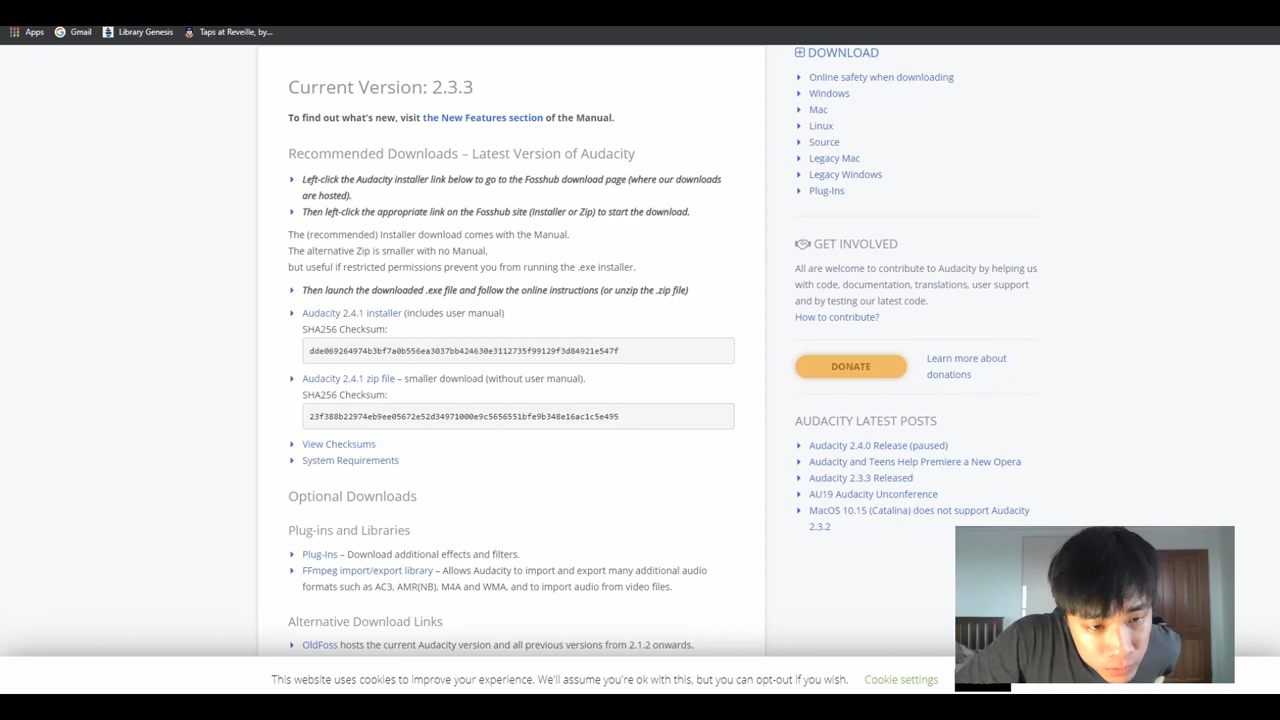 Apps Gmail Library Genesis Taps at Reveille, by...
Current Version: 2.3.3
To find out what's new, visit the New Features section of the Manual.
Recommended Downloads – Latest Version of Audacity
Left-click the Audacity installer link below to go to the Fosshub download page (where our downloads
are hosted).
Then left-click the appropriate link on the Fosshub site (Installer or Zip) to start the download.
The (recommended) Installer download comes with the Manual.
The alternative Zip is smaller with no Manual,
but useful if restricted permissions prevent you from running the .exe installer.
Then launch the downloaded .exe file and follow the online instructions (or unzip the .zip file)
Audacity 2.4.1 installer (includes user manual)
SHA256 Checksum:
dde069264974b3bf7a0b556ea3037bb424630e3112735f99129f3d84921e547f
Audacity 2.4.1 zip file – smaller download (without user manual).
SHA256 Checksum:
23f388b22974eb9ee05672e52d34971000e9c5656551bfe9b348e16ac1c5e495
View Checksums
System Requirements
Optional Downloads
Plug-ins and Libraries
Plug-Ins – Download additional effects and filters.
FFmpeg import/export library – Allows Audacity to import and export many additional audio
formats such as AC3, AMR(NB), M4A and WMA, and to import audio from video files.
Alternative Download Links
OldFoss hosts the current Audacity version and all previous versions from 2.1.2 onwards.
DOWNLOAD
Online safety when downloading
Windows
Mac
Linux
Source
Legacy Mac
Legacy Windows
Plug-Ins
GET INVOLVED
All are welcome to contribute to Audacity by helping us
with code, documentation, translations, user support
and by testing our latest code.
How to contribute?
DONATE
Learn more about
donations
AUDACITY LATEST POSTS
Audacity 2.4.0 Release (paused)
Audacity and Teens Help Premiere a New Opera
Audacity 2.3.3 Released
AU19 Audacity Unconference
MacOS 10.15 (Catalina) does not support Audacity
2.3.2
This website uses cookies to improve your experience. We'll assume you're ok with this, but you can opt-out if you wish. Cookie settings